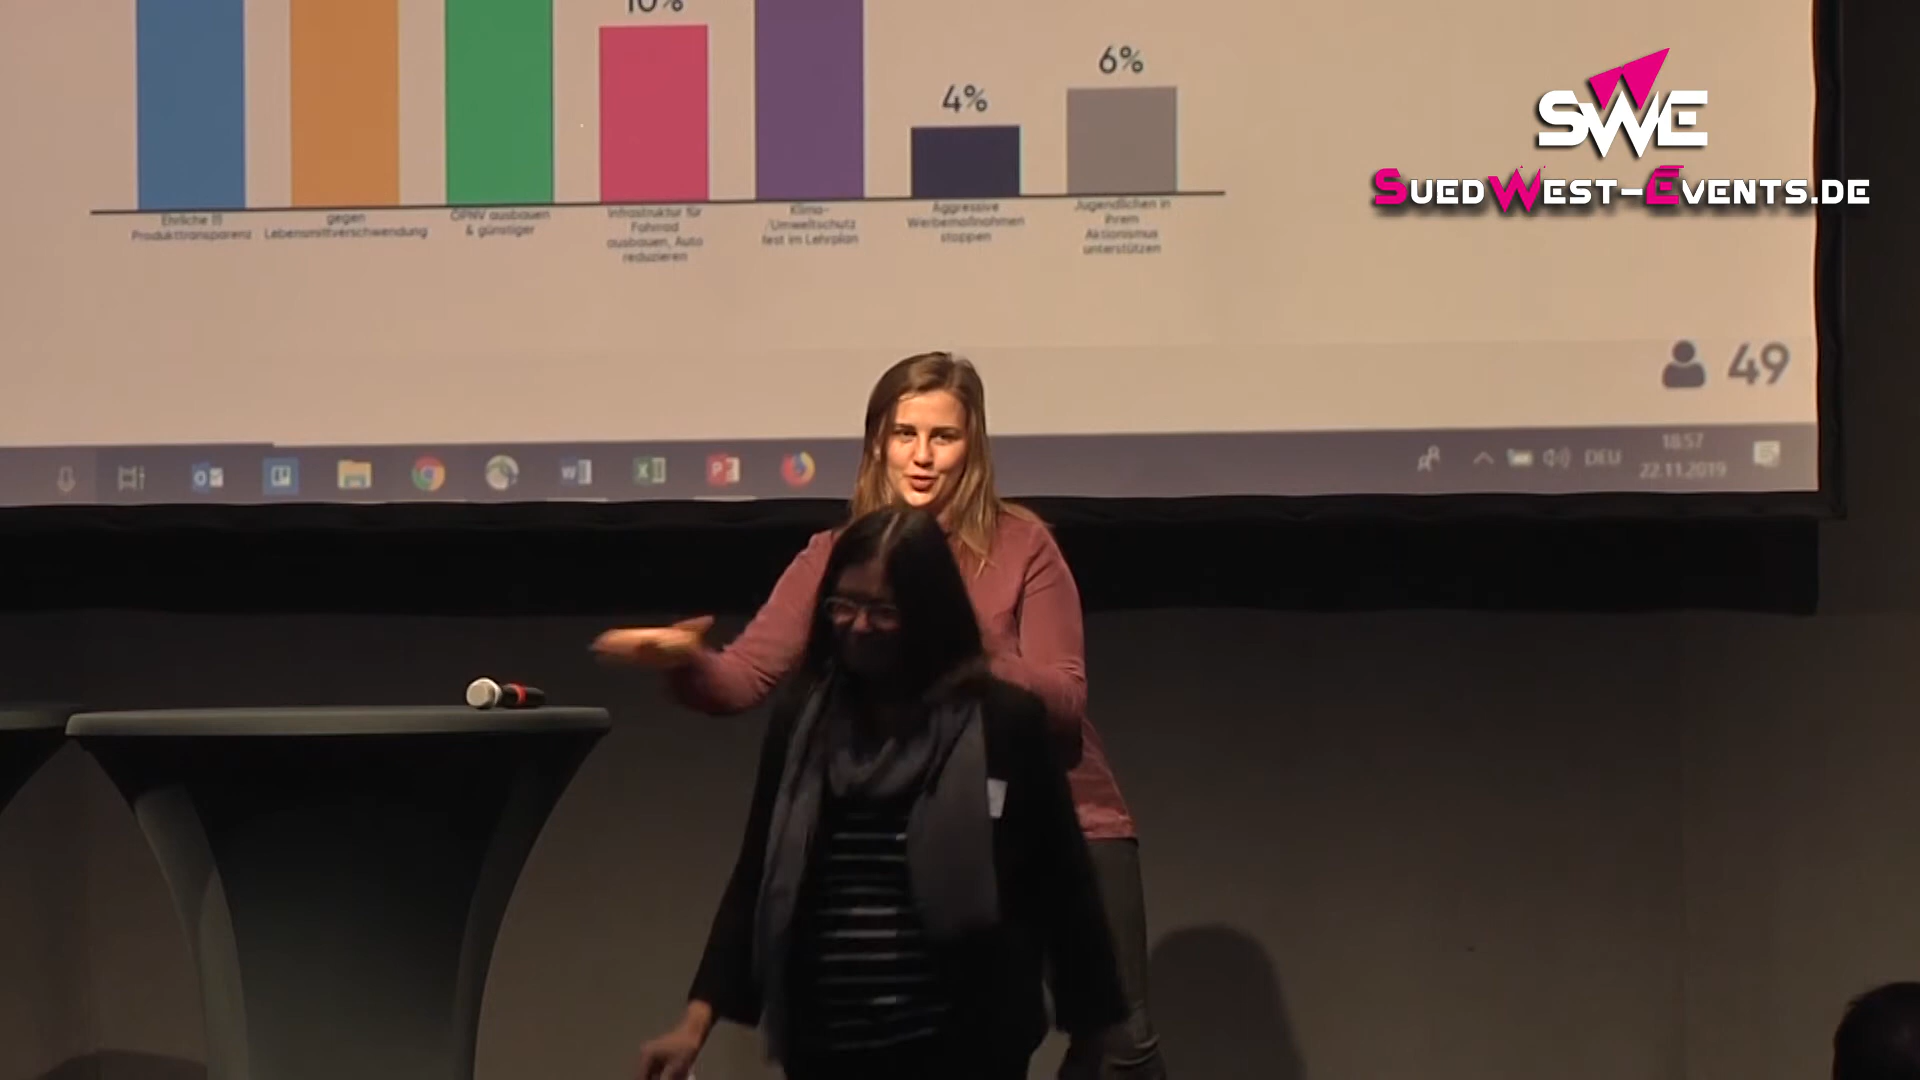 10%
4%
6%
SWE
SUEDWEST-EVENTS.DE
Ehrliche !!!
Produkttransparenz
gegen
Lebensmittelverschwendung
ÖPNV ausbauen
& günstiger
Infrastruktur für
Fahrrad
ausbauen, Auto
reduzieren
Klima-
/Umweltschutz
fest im Lehrplan
Aggressive
Werbemaßnahmen
stoppen
Jugendlichen in
ihrem
Aktionismus
unterstützen
49
DEU
18:57
22.11.2019